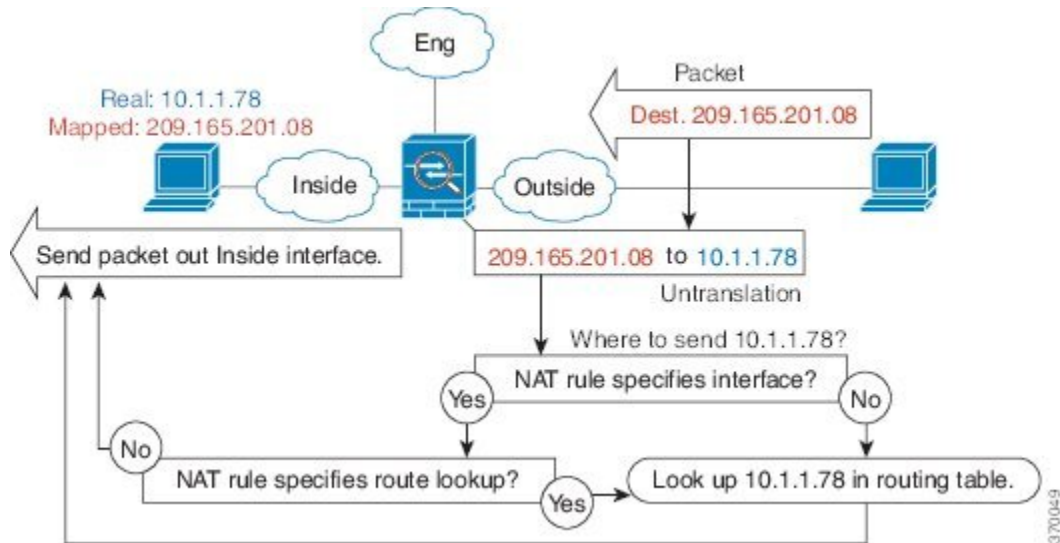 Eng
Packet
Real: 10.1.1.78
Mapped: 209.165.201.08
Dest. 209.165.201.08
Inside
Outside
Send packet out Inside interface.
209.165.201.08 to 10.1.1.78
Untranslation
Where to send 10.1.1.78?
NAT rule specifies interface?
Yes
No
No
NAT rule specifies route lookup?
Yes
Look up 10.1.1.78 in routing table.
370049